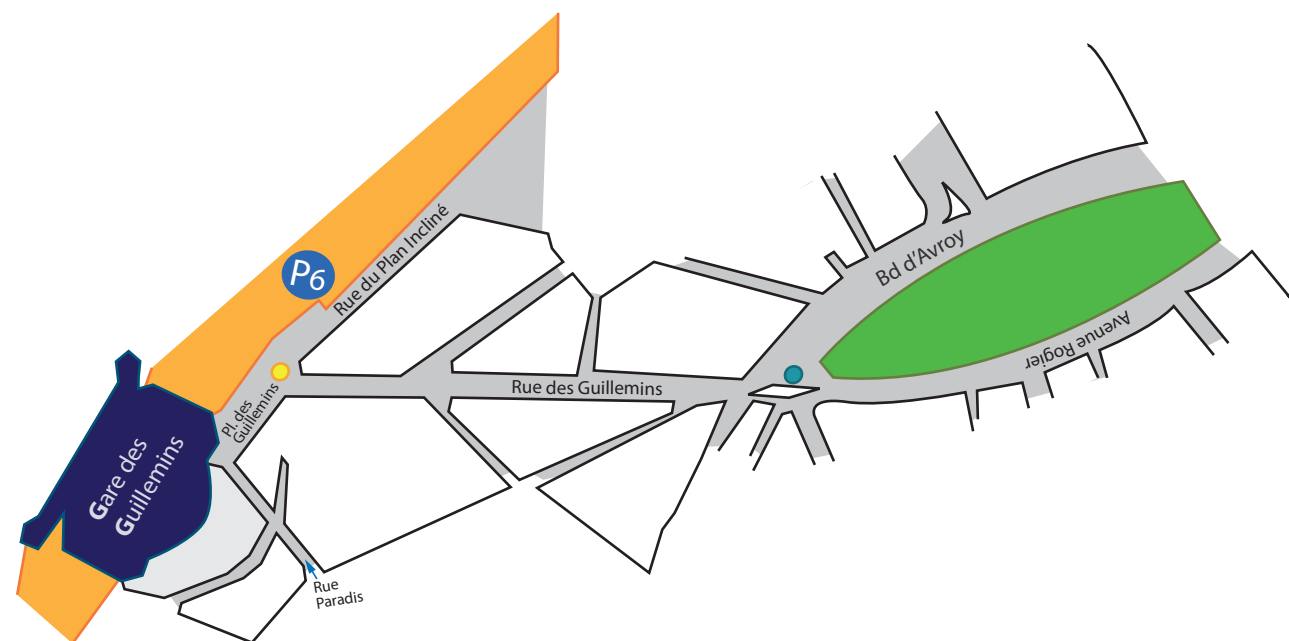 P6
Rue du Plan Incliné
Bd d'Avroy
Avenue Rogier
Rue des Guillemins
Pl. des
Guillemins
Gare des
Guillemins
Rue
Paradis